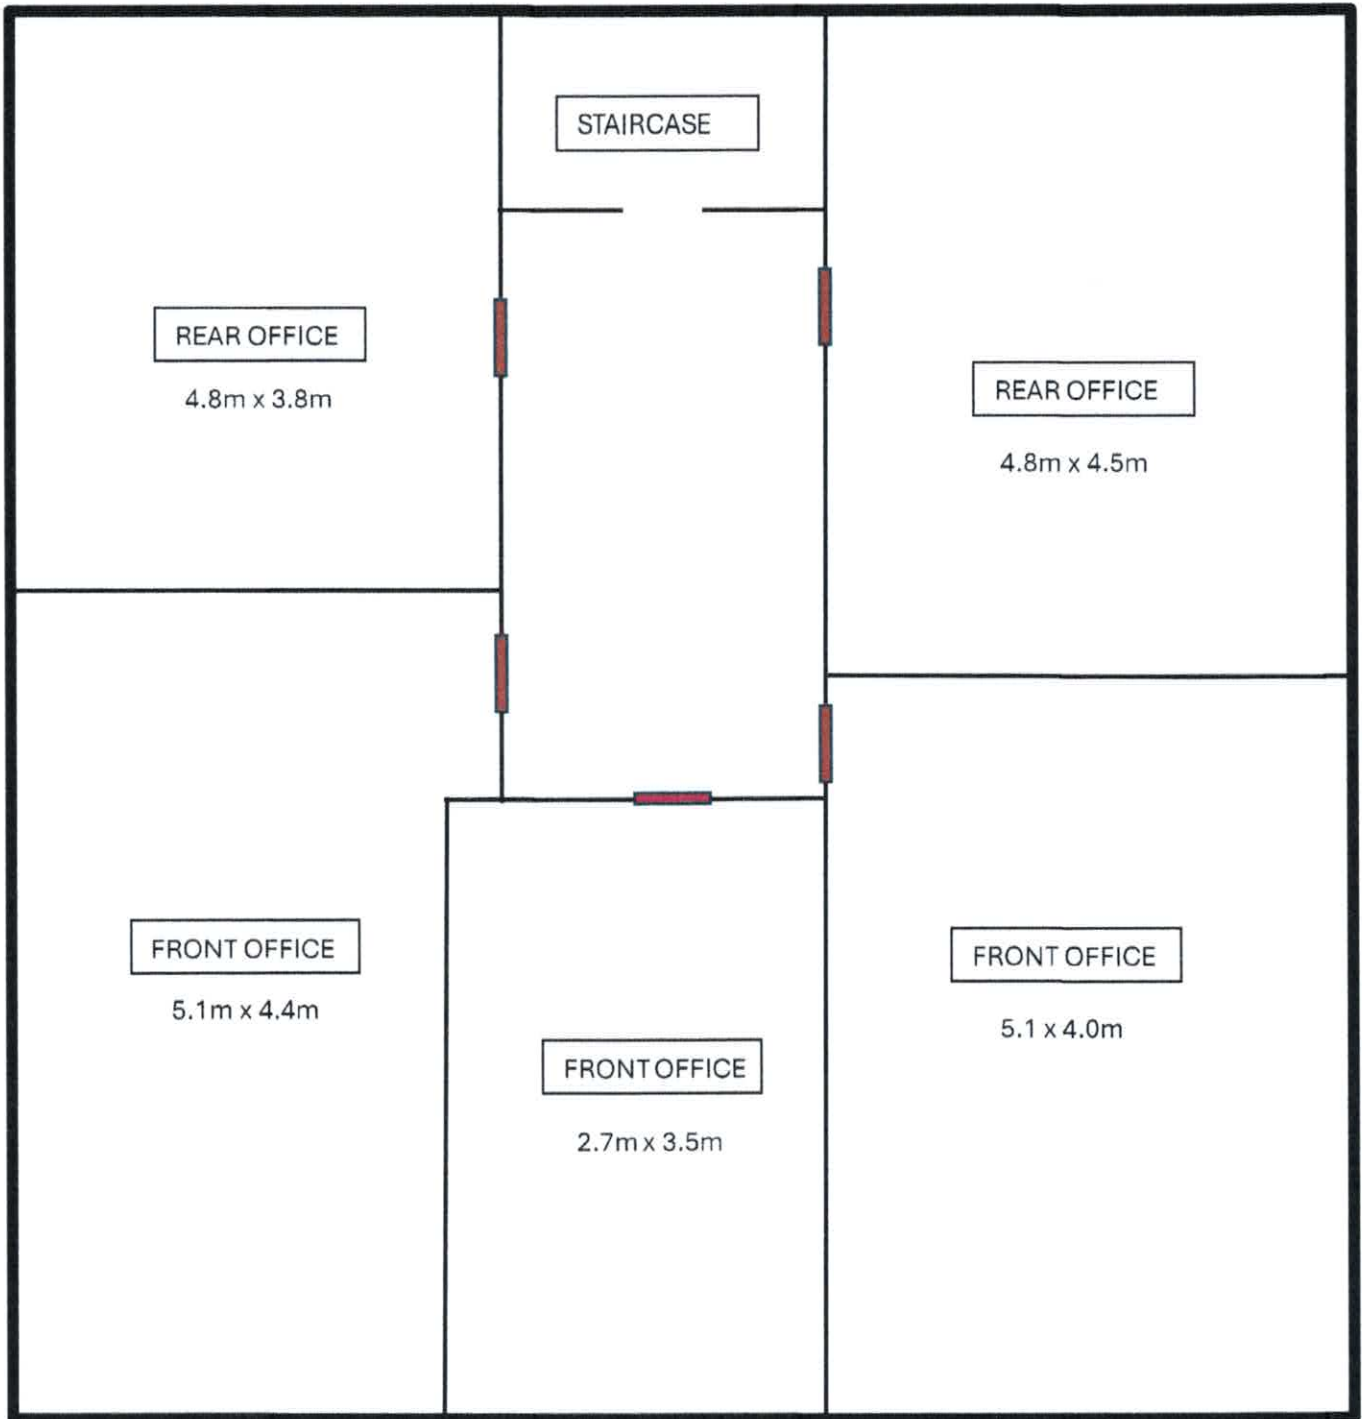 STAIRCASE
REAR OFFICE
4.8m x 3.8m
REAR OFFICE
4.8m x 4.5m
FRONT OFFICE
5.1m x 4.4m
FRONT OFFICE
5.1 x 4.0m
FRONT OFFICE
2.7m x 3.5m